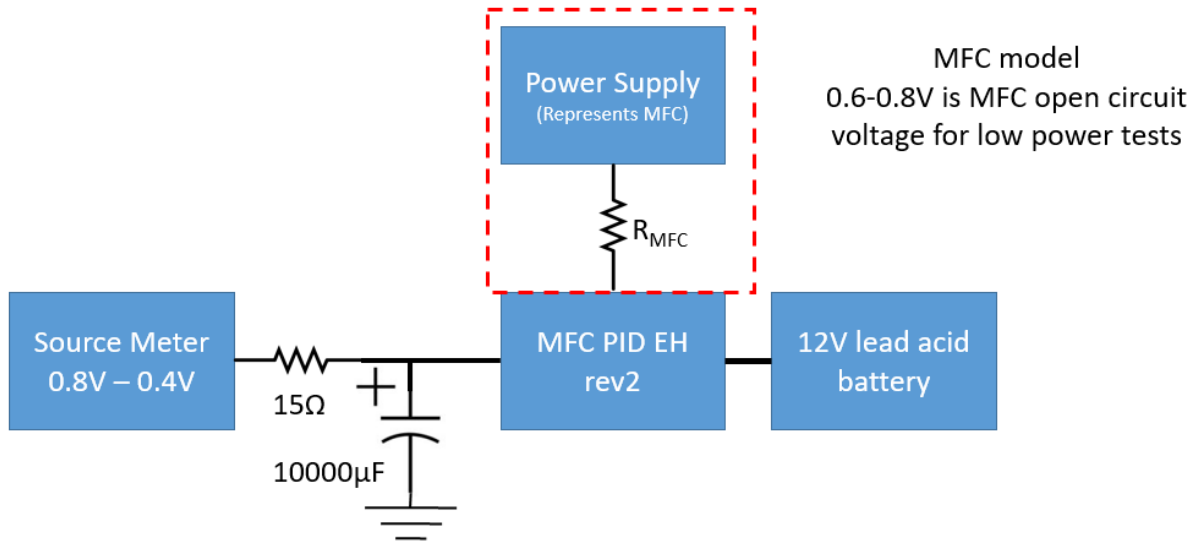 Power Supply
(Represents MFC)
MFC model
0.6-0.8V is MFC open circuit
voltage for low power tests
R_MFC
Source Meter
0.8V – 0.4V
15Ω
+
10000µF
MFC PID EH
rev2
12V lead acid
battery